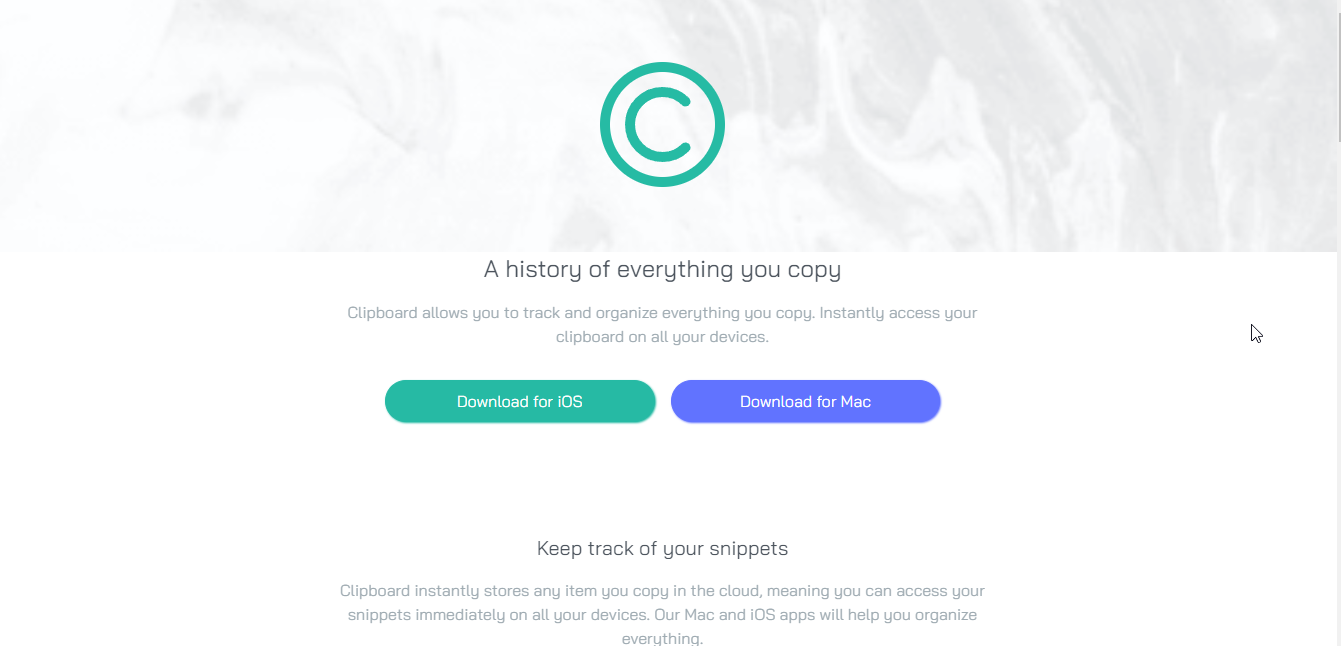 A history of everything you copy
Clipboard allows you to track and organize everything you copy. Instantly access your
clipboard on all your devices.
Download for iOS
Download for Mac
Keep track of your snippets
Clipboard instantly stores any item you copy in the cloud, meaning you can access your
snippets immediately on all your devices. Our Mac and iOS apps will help you organize
everything.